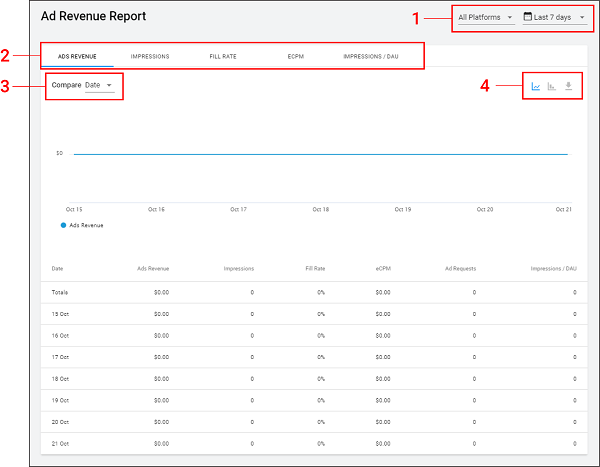 Ad Revenue Report
All Platforms Last 7 days
1
2
ADS REVENUE IMPRESSIONS FILL RATE ECPM IMPRESSIONS / DAU
3
Compare Date
4
$0
Oct 15 Oct 16 Oct 17 Oct 18 Oct 19 Oct 20 Oct 21
Ads Revenue
Date Ads Revenue Impressions Fill Rate eCPM Ad Requests Impressions / DAU
Totals $0.00 0 0% $0.00 0 0
15 Oct $0.00 0 0% $0.00 0 0
16 Oct $0.00 0 0% $0.00 0 0
17 Oct $0.00 0 0% $0.00 0 0
18 Oct $0.00 0 0% $0.00 0 0
19 Oct $0.00 0 0% $0.00 0 0
20 Oct $0.00 0 0% $0.00 0 0
21 Oct $0.00 0 0% $0.00 0 0